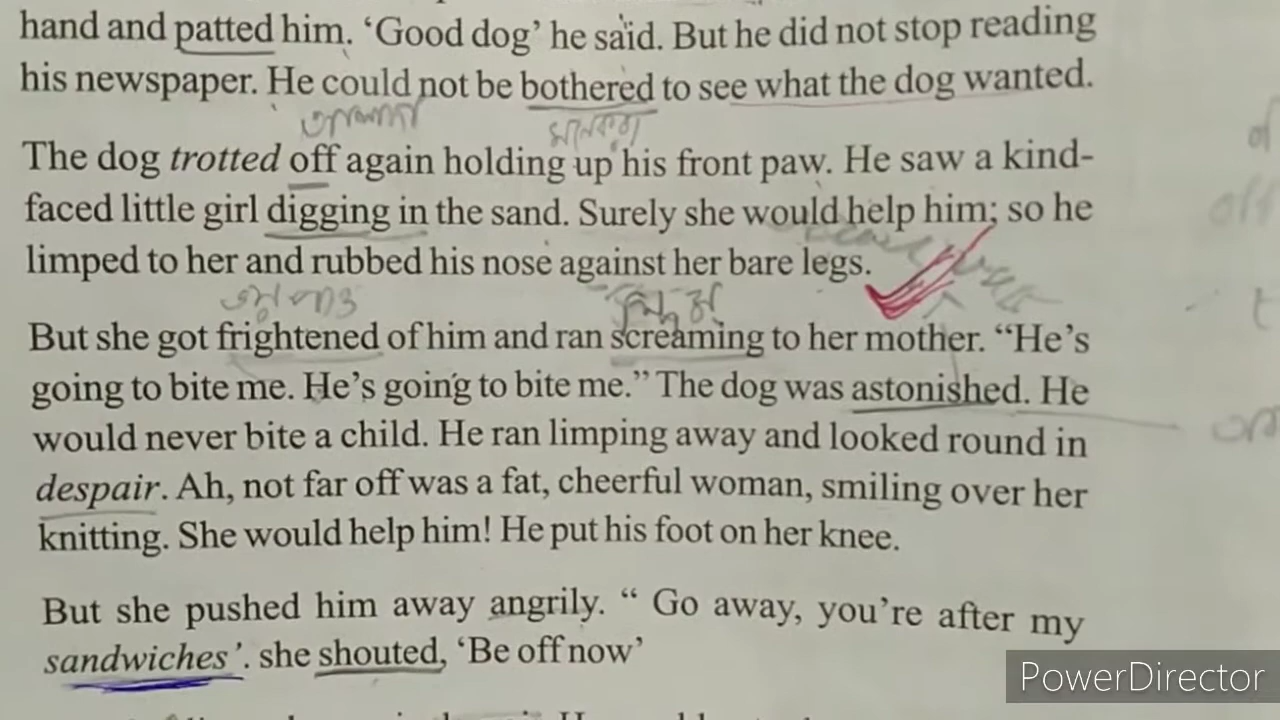 hand and patted him. ‘Good dog’ he said. But he did not stop reading
his newspaper. He could not be bothered to see what the dog wanted.
The dog trotted off again holding up his front paw. He saw a kind-
faced little girl digging in the sand. Surely she would help him; so he
limped to her and rubbed his nose against her bare legs.
But she got frightened of him and ran screaming to her mother. “He’s
going to bite me. He’s going to bite me.” The dog was astonished. He
would never bite a child. He ran limping away and looked round in
despair. Ah, not far off was a fat, cheerful woman, smiling over her
knitting. She would help him! He put his foot on her knee.
But she pushed him away angrily. “ Go away, you’re after my
sandwiches’. she shouted, ‘Be off now’
PowerDirector